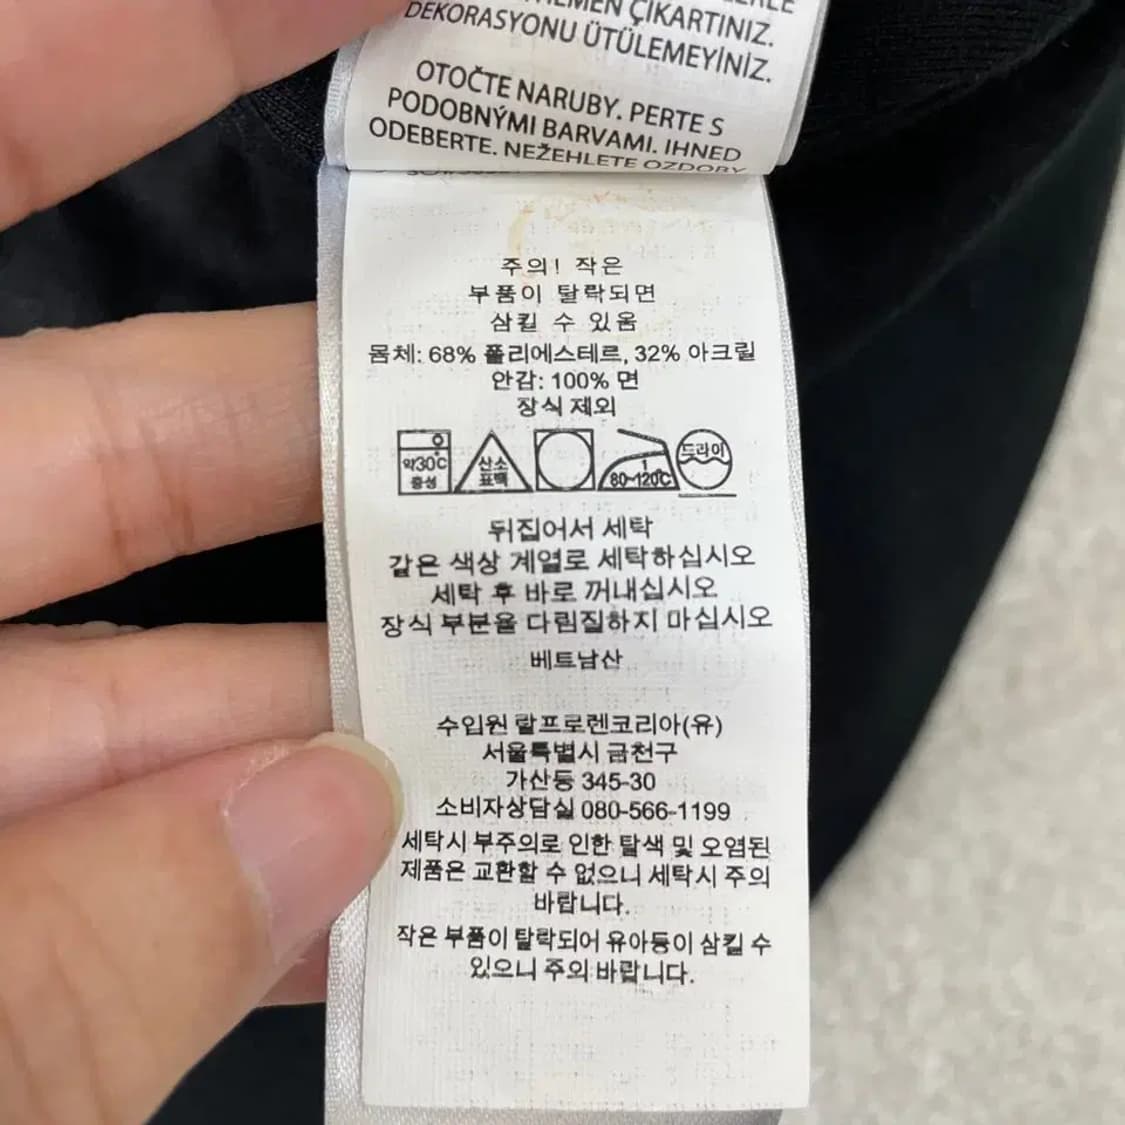 ÇIKARTINIZ.
DEKORASYONU ÜTÜLEMEYİNİZ.
OTOČTE NARUBY. PERTE S
PODOBNÝMI BARVAMI. IHNED
ODEBERTE. NEŽEHLETE OZDOBY
주의! 작은
부품이 탈락되면
삼킬 수 있음
몸체: 68% 폴리에스테르, 32% 아크릴
안감: 100% 면
장식 제외
약30℃
중성
산소
표백
80~120℃
드라이
뒤집어서 세탁
같은 색상 계열로 세탁하십시오
세탁 후 바로 꺼내십시오
장식 부분을 다림질하지 마십시오
베트남산
수입원 랄프로렌코리아(유)
서울특별시 금천구
가산동 345-30
소비자상담실 080-566-1199
세탁시 부주의로 인한 탈색 및 오염된
제품은 교환할 수 없으니 세탁시 주의
바랍니다.
작은 부품이 탈락되어 유아등이 삼킬 수
있으니 주의 바랍니다.